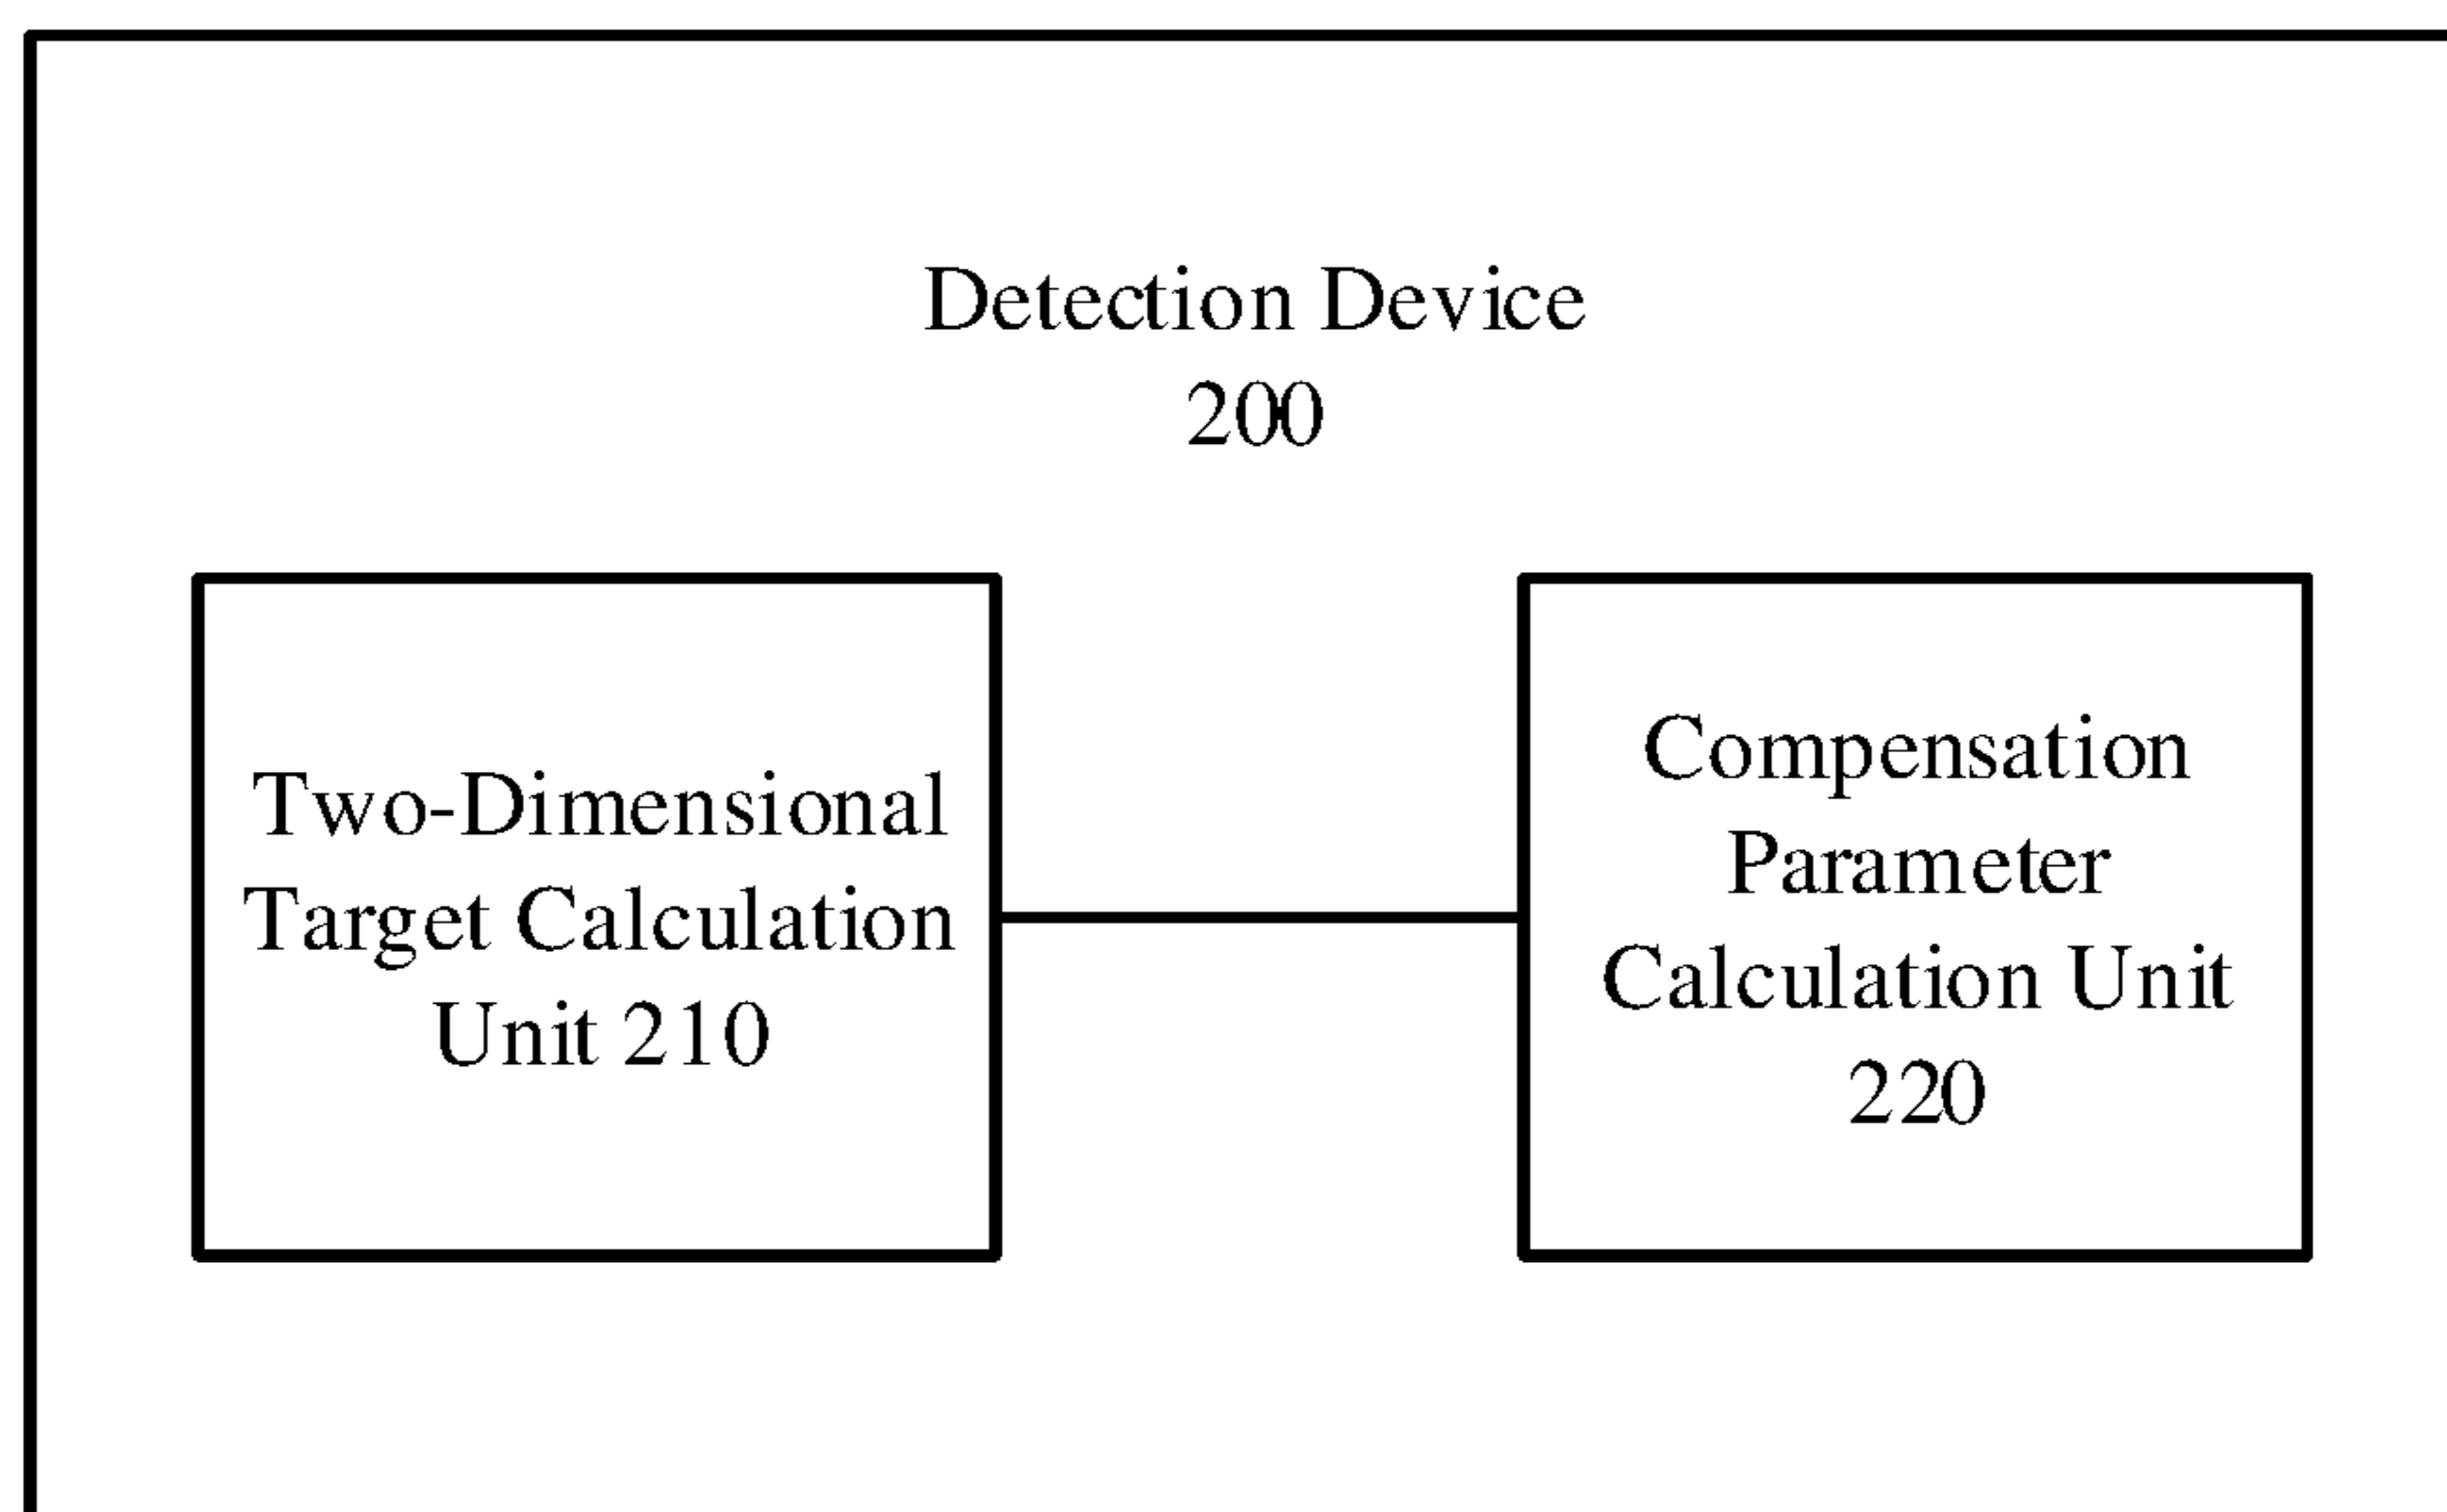 Detection Device
200
Two-Dimensional
Target Calculation
Unit 210
Compensation
Parameter
Calculation Unit
220